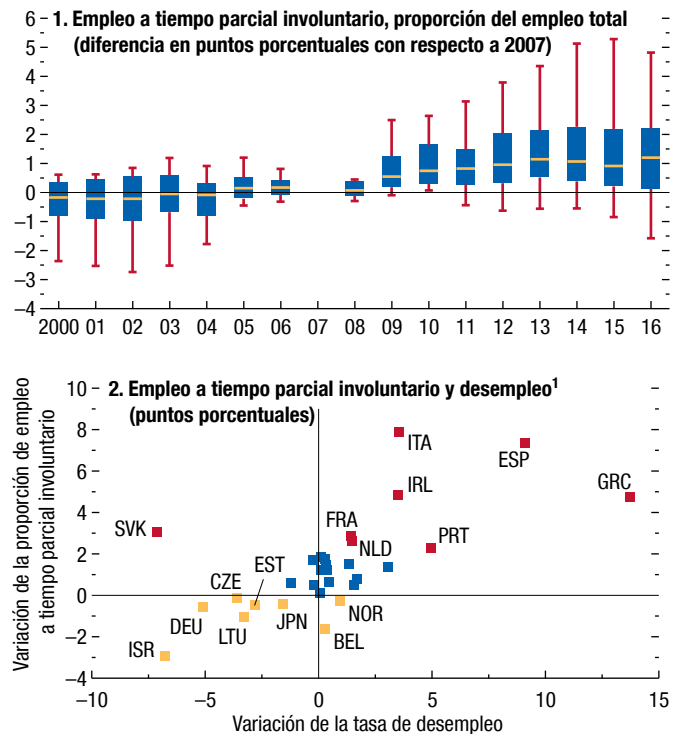 1. Empleo a tiempo parcial involuntario, proporción del empleo total
(diferencia en puntos porcentuales con respecto a 2007)
6
5
4
3
2
1
0
–1
–2
–3
–4
2000 01 02 03 04 05 06 07 08 09 10 11 12 13 14 15 16
2. Empleo a tiempo parcial involuntario y desempleo1
(puntos porcentuales)
Variación de la proporción de empleo
a tiempo parcial involuntario
10
8
6
4
2
0
–2
–4
ITA
ESP
IRL
GRC
FRA
SVK
NLD
PRT
EST
CZE
DEU
LTU
JPN
NOR
ISR
BEL
–10 –5 0 5 10 15
Variación de la tasa de desempleo